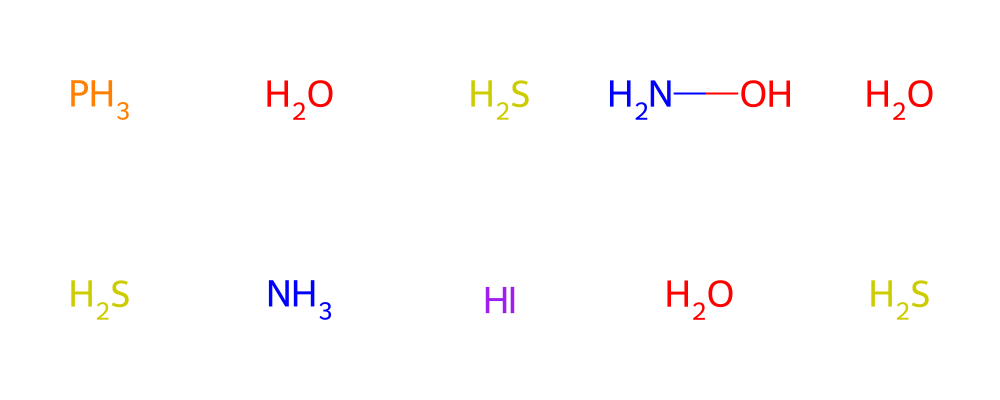 PH₃ H₂O H₂S H₂N OH H₂O
H₂S NH₃ HI H₂O H₂S